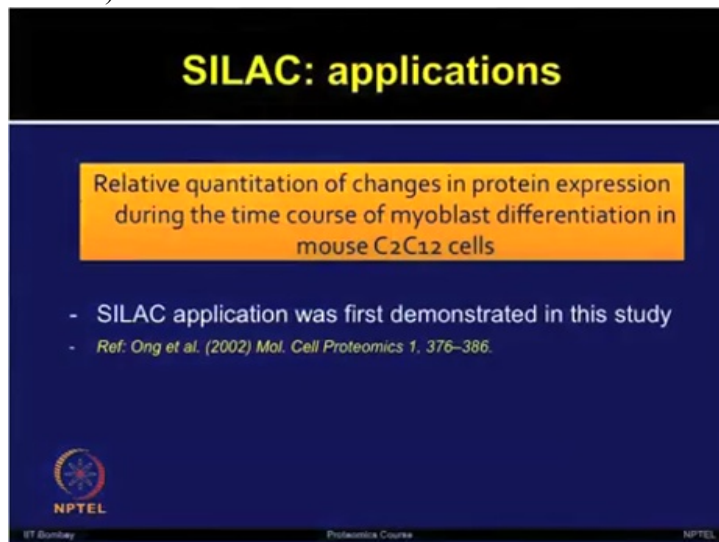 SILAC: applications
Relative quantitation of changes in protein expression
during the time course of myoblast differentiation in
mouse C2C12 cells
- SILAC application was first demonstrated in this study
- Ref: Ong et al. (2002) Mol. Cell Proteomics 1, 376–386.
NPTEL
IIT Bombay
Proteomics Course
NPTEL